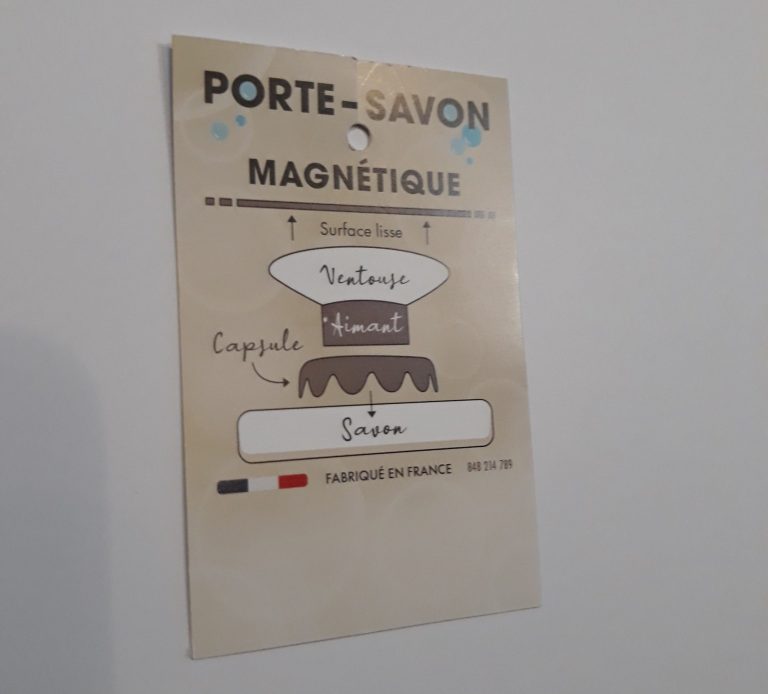 PORTE-SAVON
MAGNÉTIQUE
Surface lisse
Ventouse
Aimant
Capsule
Savon
FABRIQUÉ EN FRANCE 848 214 789